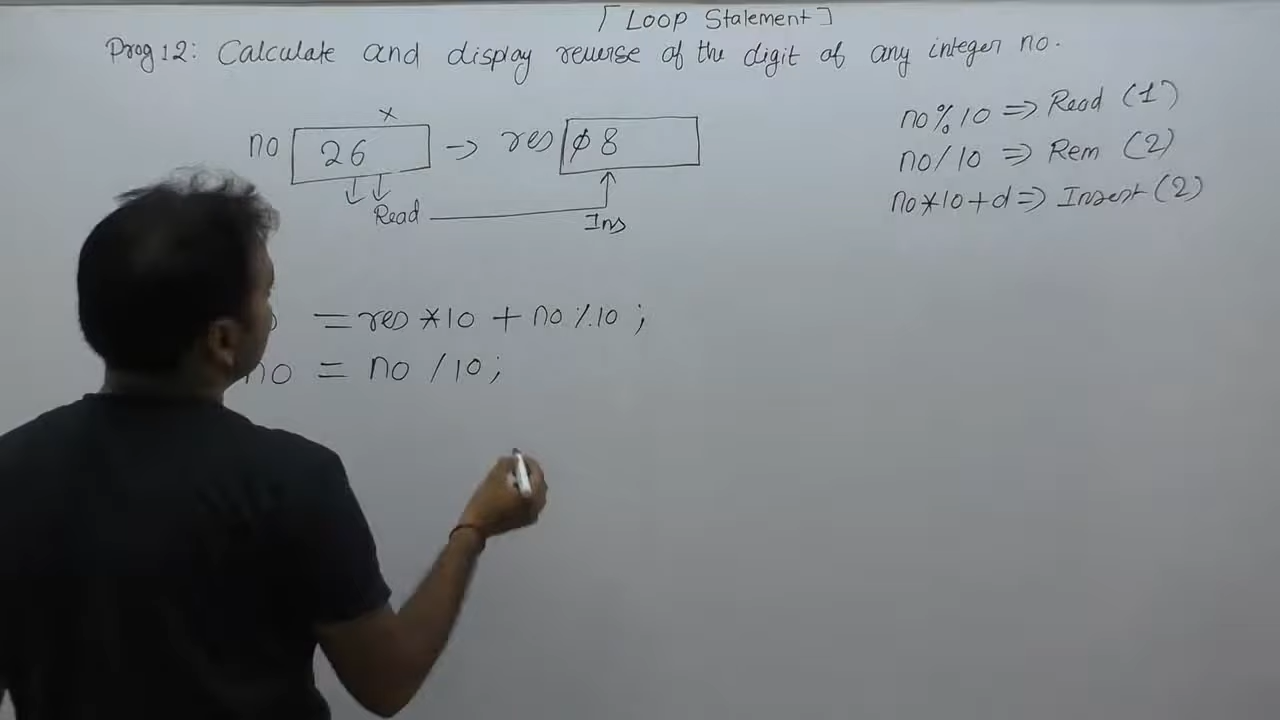 [Loop Statement]
Prog 12: Calculate and display reverse of the digit of any integer no.
no 26 x → res 0 8
Read
Ins
no%10 => Read (1)
no/10 => Rem (2)
no*10+d => Insert (2)
= res *10 + no%10 ;
no = no /10;